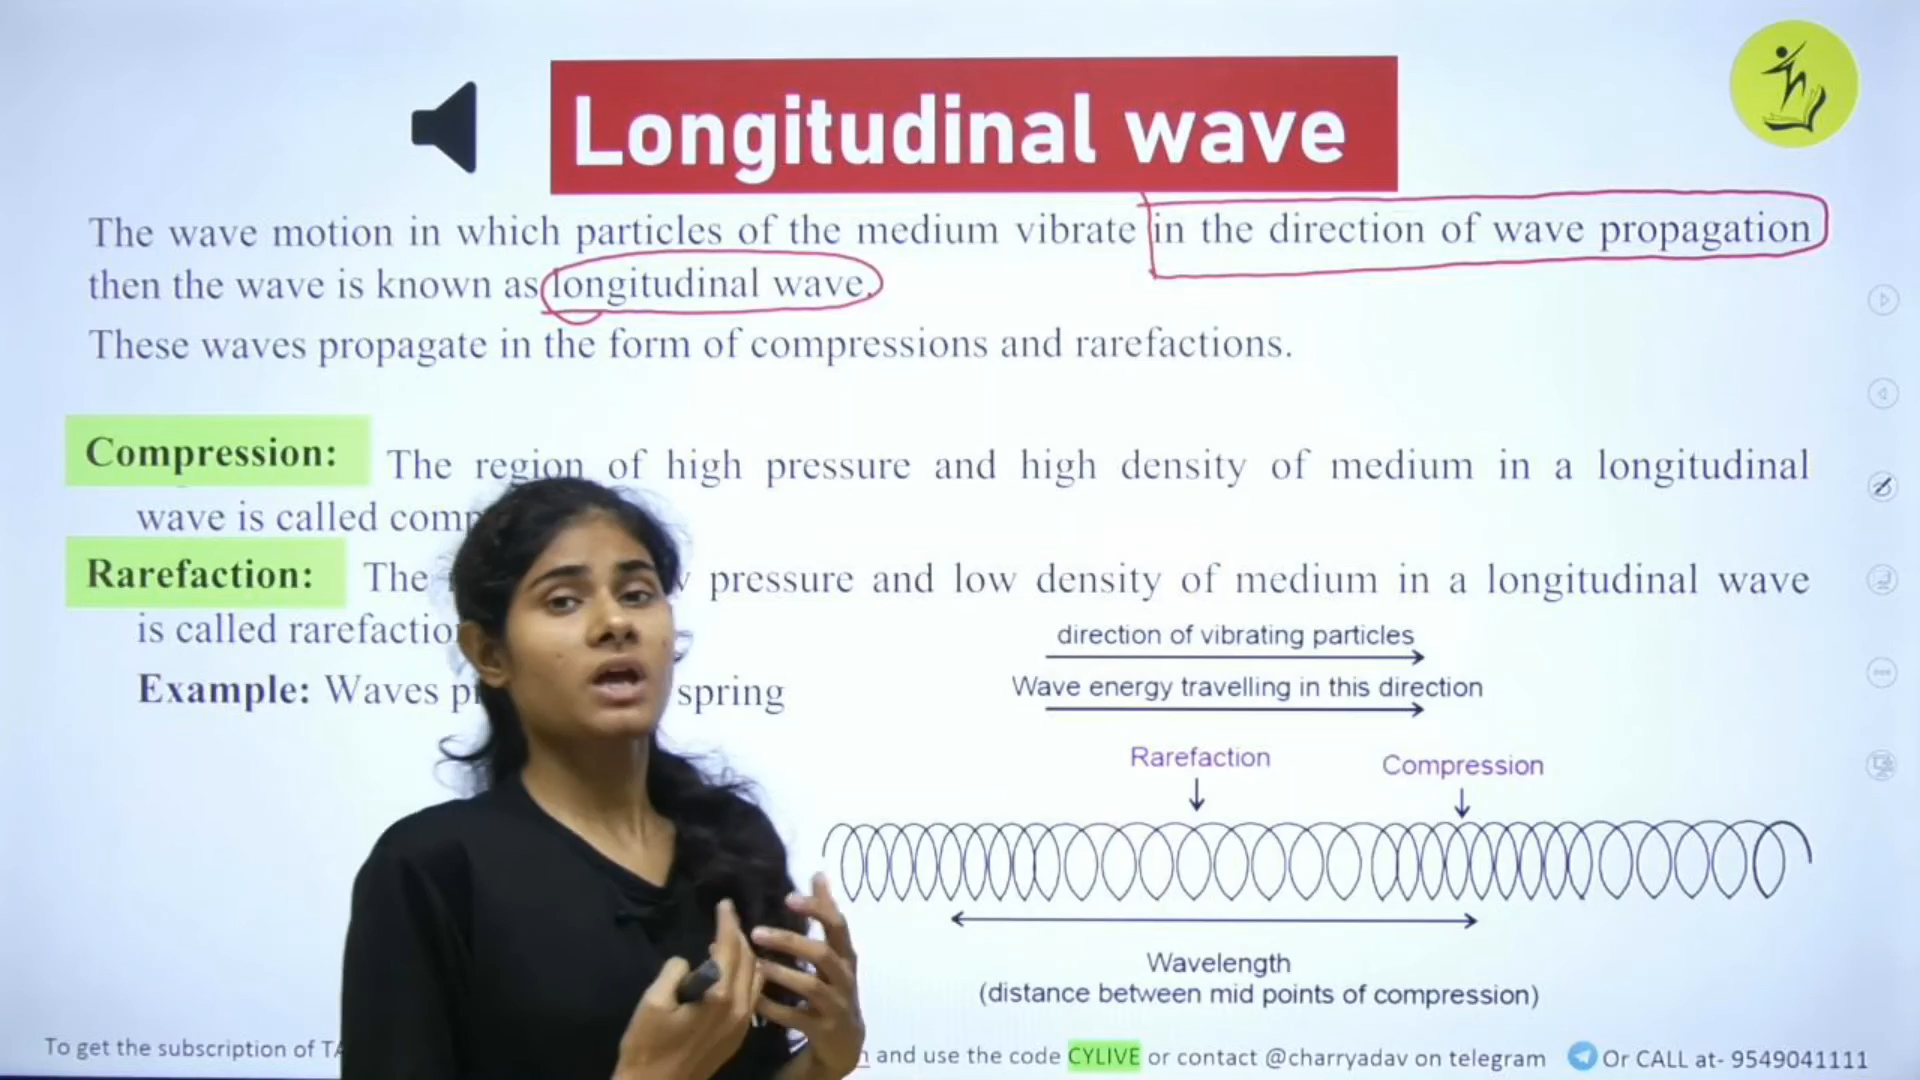 Longitudinal wave
The wave motion in which particles of the medium vibrate in the direction of wave propagation
then the wave is known as longitudinal wave.
These waves propagate in the form of compressions and rarefactions.
Compression: The region of high pressure and high density of medium in a longitudinal
wave is called
Rarefaction: The pressure and low density of medium in a longitudinal wave
is called
direction of vibrating particles
Example: Waves spring
Wave energy travelling in this direction
Rarefaction
Compression
Wavelength
(distance between mid points of compression)
To get the subscription of and use the code CYLIVE or contact @charryadav on telegram Or CALL at- 9549041111